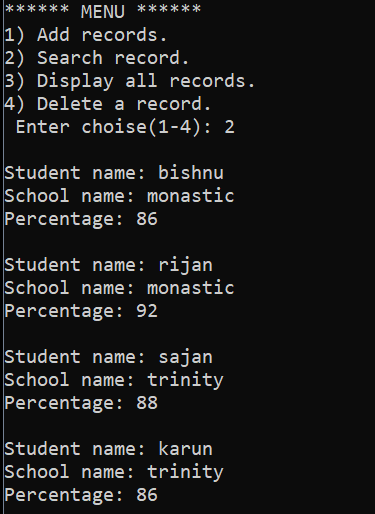 ****** MENU ******
1) Add records.
2) Search record.
3) Display all records.
4) Delete a record.
Enter choise(1-4): 2
Student name: bishnu
School name: monastic
Percentage: 86
Student name: rijan
School name: monastic
Percentage: 92
Student name: sajan
School name: trinity
Percentage: 88
Student name: karun
School name: trinity
Percentage: 86